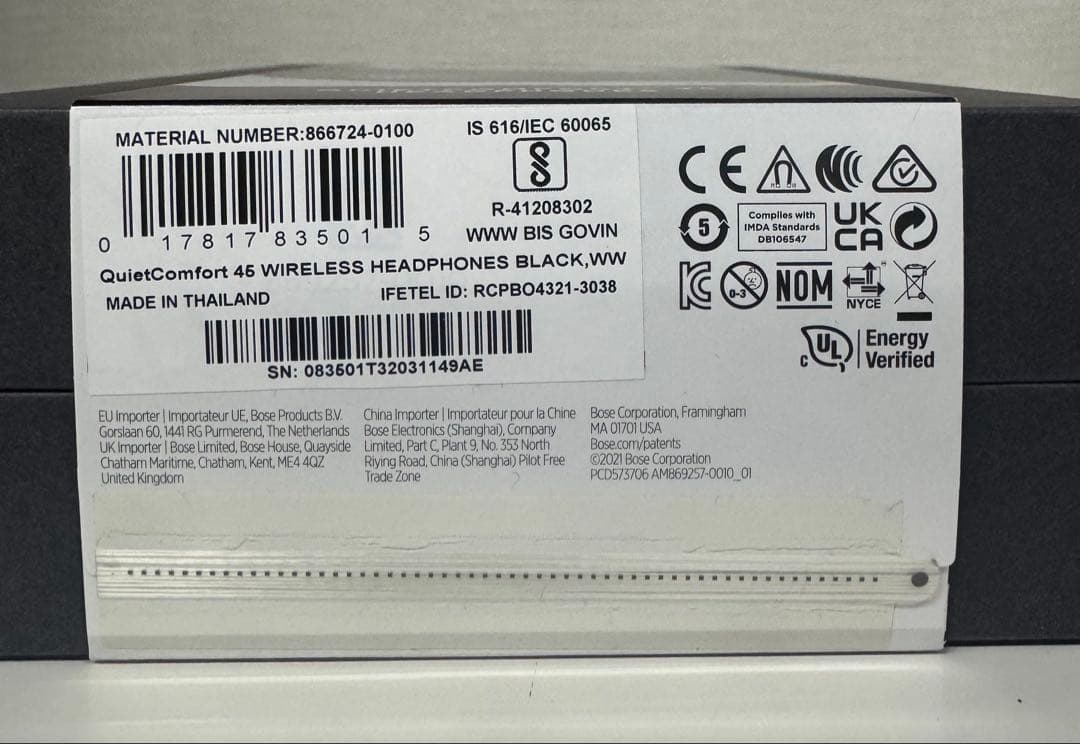 MATERIAL NUMBER:866724-0100
IS 616/IEC 60065
0 17817 83501 5
R-41208302
WWW BIS GOVIN
QuietComfort 45 WIRELESS HEADPHONES BLACK,WW
MADE IN THAILAND
IFETEL ID: RCPBO4321-3038
SN: 083501T32031149AE
CE
5
Complies with
IMDA Standards
DB106547
UK
CA
KC
0-3
NOM
NYCE
c UL
Energy
Verified
EU Importer | Importateur UE, Bose Products B.V.
Gorslaan 60, 1441 RG Purmerend, The Netherlands
UK Importer | Bose Limited, Bose House, Quayside
Chatham Maritime, Chatham, Kent, ME4 4QZ
United Kingdom
China Importer | Importateur pour la Chine
Bose Electronics (Shanghai), Company
Limited, Part C, Plant 9, No. 353 North
Riying Road, China (Shanghai) Pilot Free
Trade Zone
Bose Corporation, Framingham
MA 01701 USA
Bose.com/patents
©2021 Bose Corporation
PCD573706 AM869257-0010_01